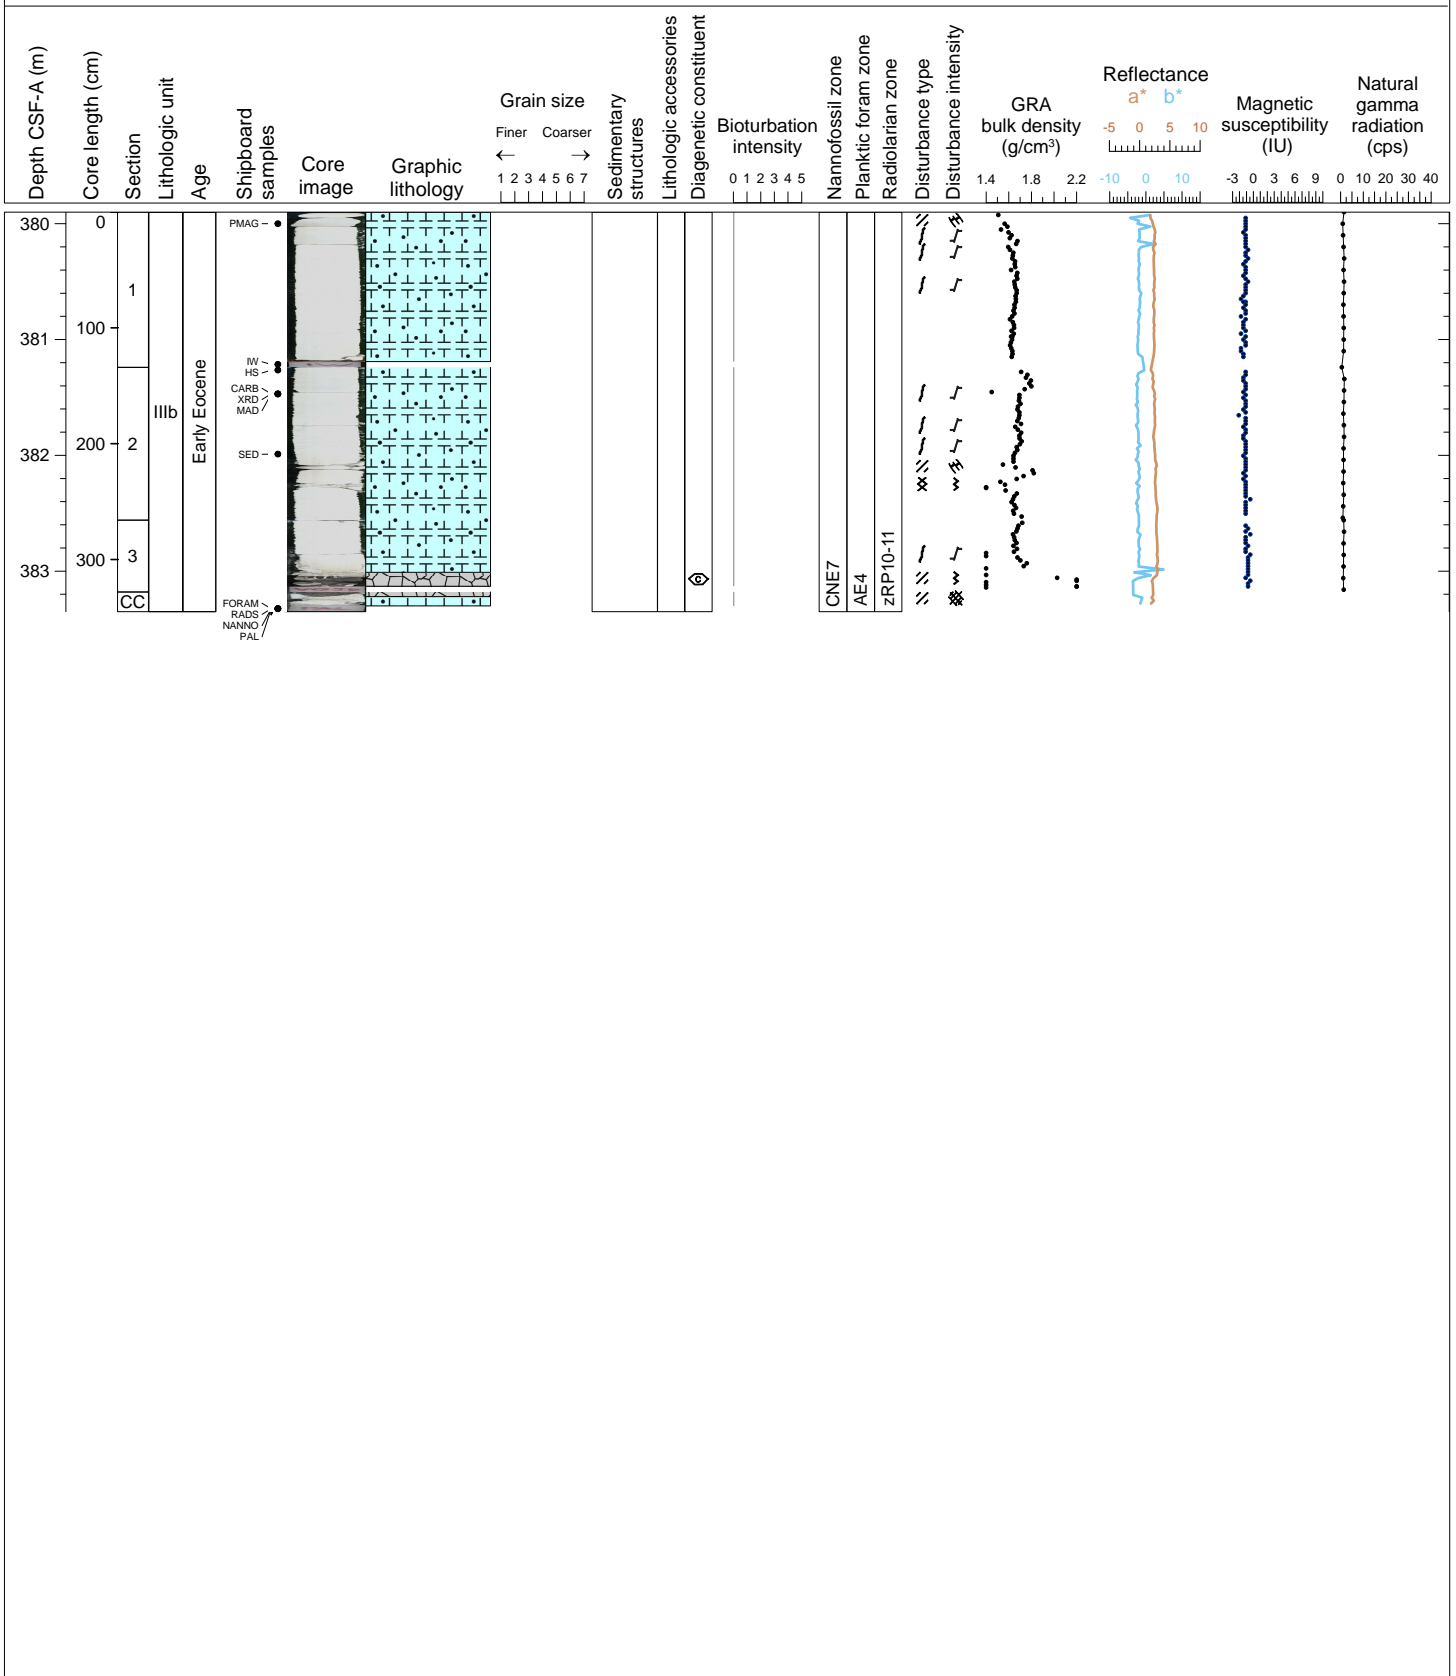 Depth CSF-A (m)
Core length (cm)
Section
Lithologic unit
Age
Shipboard
samples
Core
image
Graphic
lithology
Grain size
Finer Coarser
← →
1 2 3 4 5 6 7
Sedimentary
structures
Lithologic accessories
Diagenetic constituent
Bioturbation
intensity
0 1 2 3 4 5
Nannofossil zone
Planktic foram zone
Radiolarian zone
Disturbance type
Disturbance intensity
GRA
bulk density
(g/cm³)
1.4 1.8 2.2
Reflectance
a* b*
-5 0 5 10
-10 0 10
Magnetic
susceptibility
(IU)
-3 0 3 6 9
Natural
gamma
radiation
(cps)
0 10 20 30 40
380
381
382
383
0
100
200
300
1
2
3
CC
IIIb
Early Eocene
PMAG
IW
HS
CARB
XRD
MAD
SED
FORAM
RADS
NANNO
PAL
C
CNE7
AE4
zRP10-11